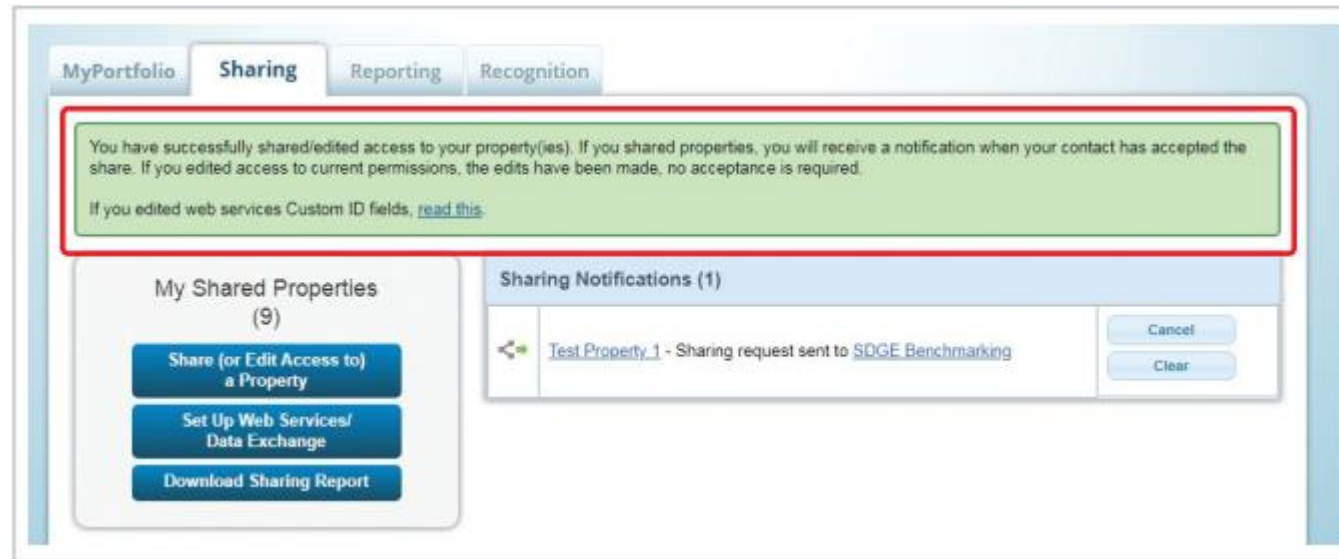 MyPortfolio Sharing Reporting Recognition
You have successfully shared/edited access to your property(ies). If you shared properties, you will receive a notification when your contact has accepted the
share. If you edited access to current permissions, the edits have been made, no acceptance is required.
If you edited web services Custom ID fields, read this.
My Shared Properties
(9)
Share (or Edit Access to)
a Property
Set Up Web Services/
Data Exchange
Download Sharing Report
Sharing Notifications (1)
Test Property 1 - Sharing request sent to SDGE Benchmarking
Cancel
Clear